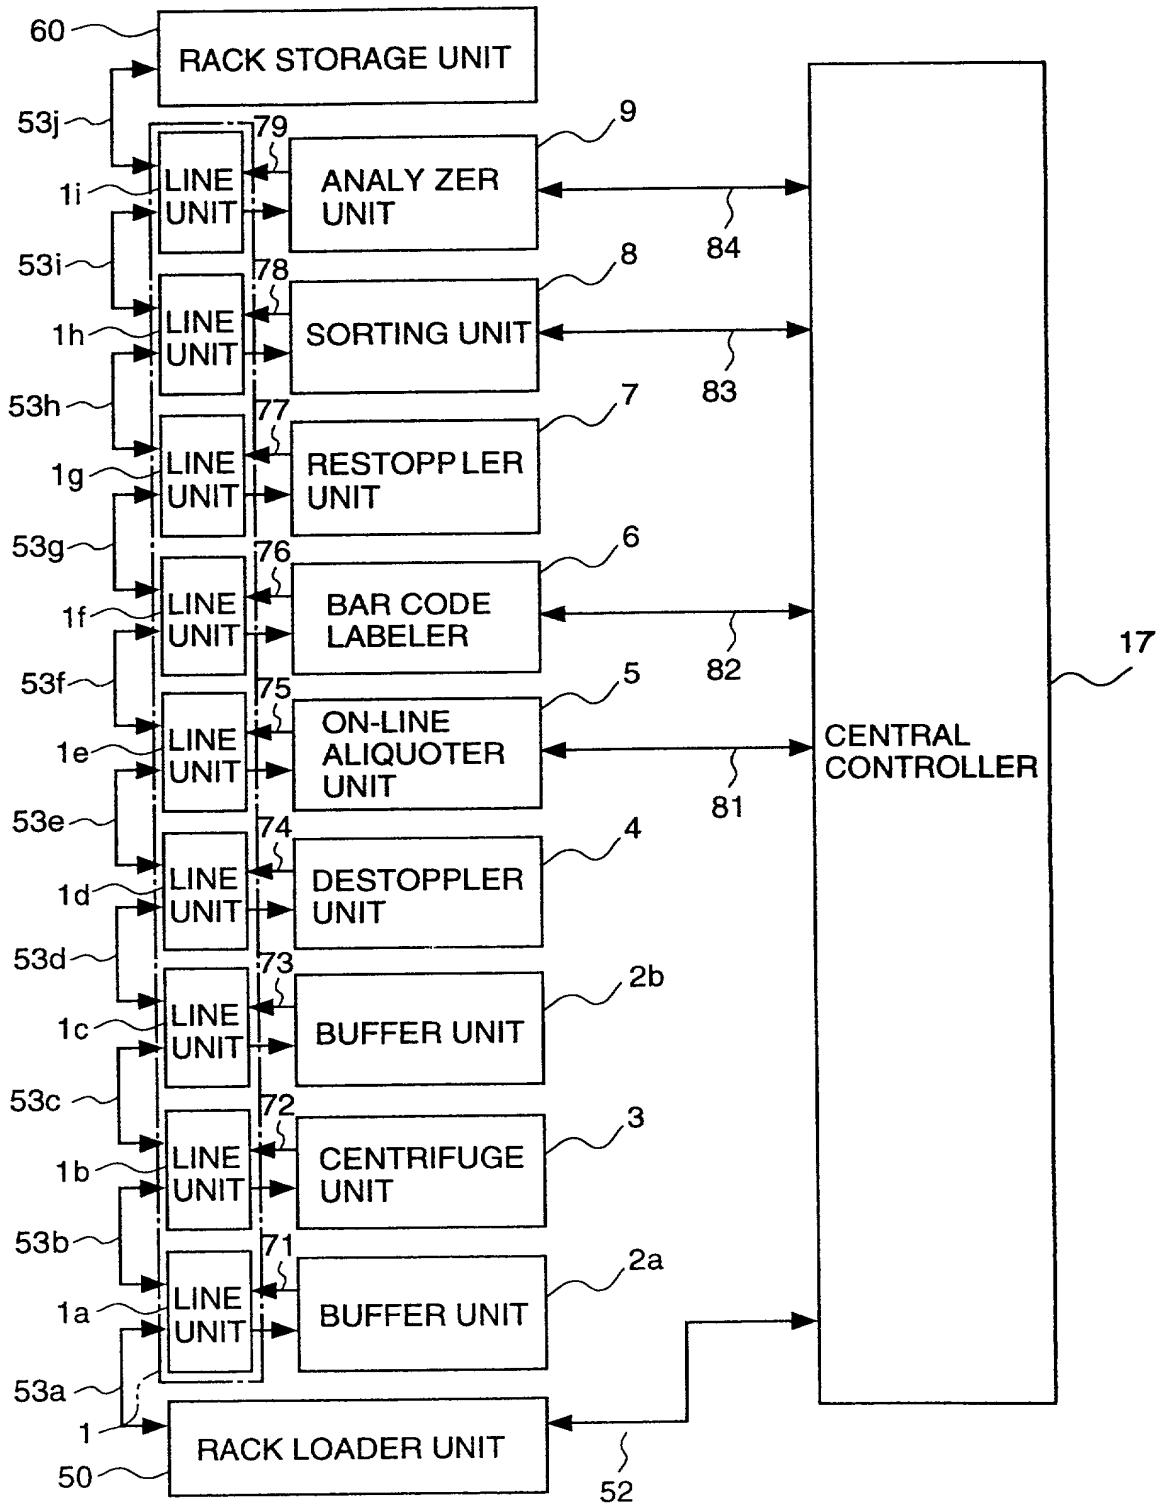 60
RACK STORAGE UNIT
53j
79
9
1i
LINE
UNIT
ANALY ZER
UNIT
84
53i
78
8
1h
LINE
UNIT
SORTING UNIT
83
53h
77
7
1g
LINE
UNIT
RESTOPPLER
UNIT
53g
76
6
1f
LINE
UNIT
BAR CODE
LABELER
82
17
53f
75
5
1e
LINE
UNIT
ON-LINE
ALIQUOTER
UNIT
81
CENTRAL
CONTROLLER
53e
74
4
1d
LINE
UNIT
DESTOPPLER
UNIT
53d
73
2b
1c
LINE
UNIT
BUFFER UNIT
53c
72
3
1b
LINE
UNIT
CENTRIFUGE
UNIT
53b
71
2a
1a
LINE
UNIT
BUFFER UNIT
53a
1
50
RACK LOADER UNIT
52